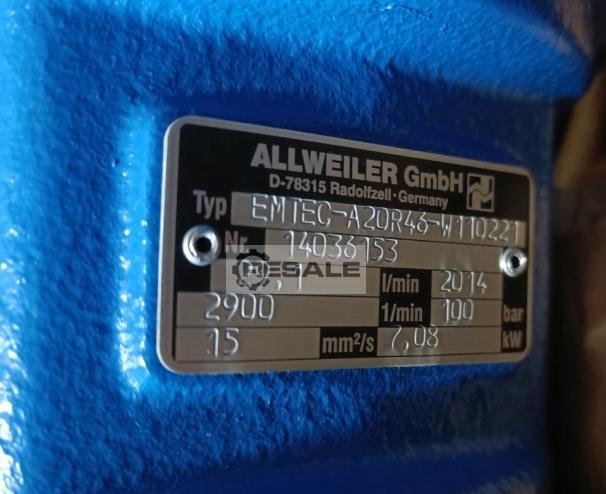 ALLWEILER GmbH
D-78315 Radolfzell · Germany
Typ EMTEC-A20R46-W110221
Nr. 14036153
RESALE
l/min 2014
2900 1/min 100 bar
15 mm²/s 7,08 kW